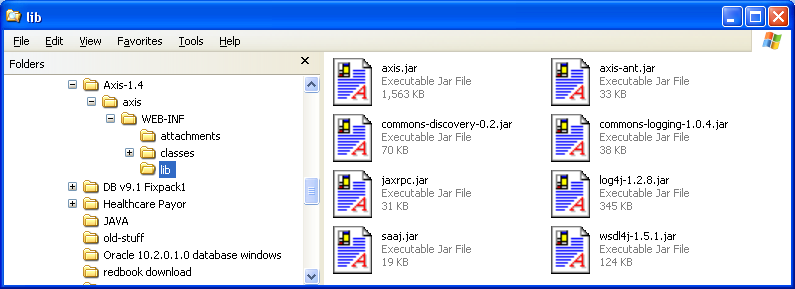 lib
File Edit View Favorites Tools Help
Folders
Axis-1.4
axis
WEB-INF
attachments
classes
lib
DB v9.1 Fixpack1
Healthcare Payor
JAVA
old-stuff
Oracle 10.2.0.1.0 database windows
redbook download
axis.jar
Executable Jar File
1,563 KB
axis-ant.jar
Executable Jar File
33 KB
commons-discovery-0.2.jar
Executable Jar File
70 KB
commons-logging-1.0.4.jar
Executable Jar File
38 KB
jaxrpc.jar
Executable Jar File
31 KB
log4j-1.2.8.jar
Executable Jar File
345 KB
saaj.jar
Executable Jar File
19 KB
wsdl4j-1.5.1.jar
Executable Jar File
124 KB